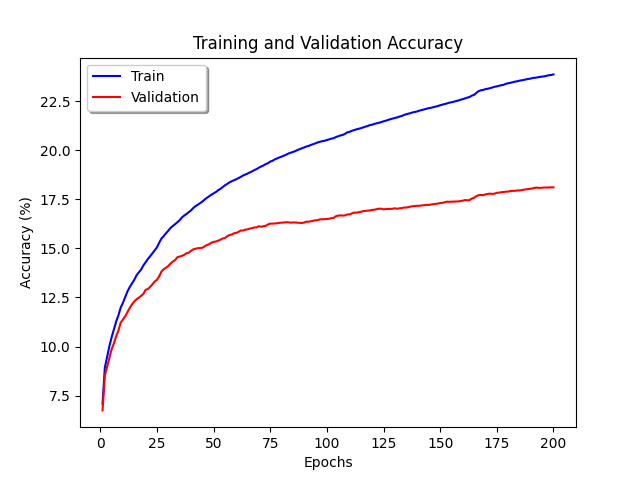 Training and Validation Accuracy
Train
Validation
22.5
20.0
17.5
15.0
12.5
10.0
7.5
Accuracy (%)
0 25 50 75 100 125 150 175 200
Epochs